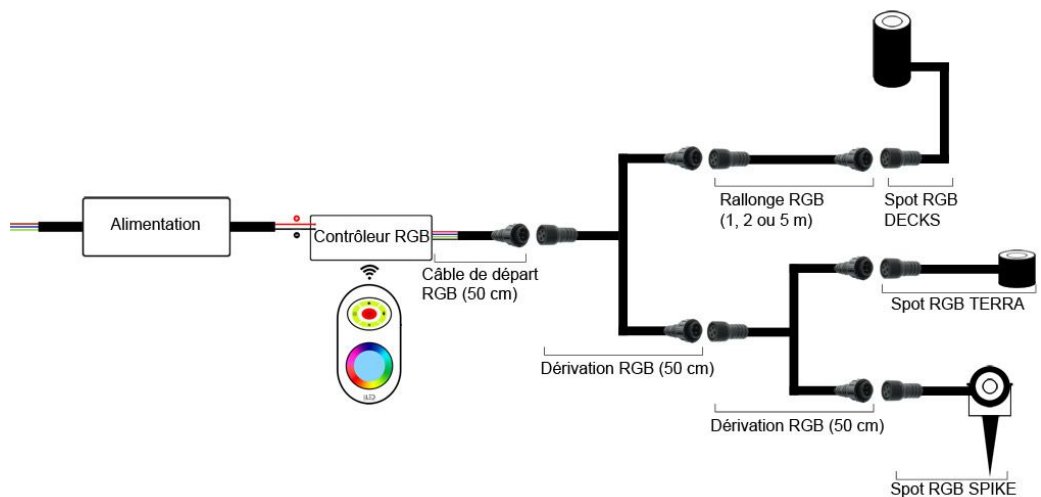 Alimentation
Contrôleur RGB
Câble de départ
RGB (50 cm)
Rallonge RGB
(1, 2 ou 5 m)
Spot RGB
DECKS
Spot RGB TERRA
Dérivation RGB (50 cm)
Dérivation RGB (50 cm)
Spot RGB SPIKE